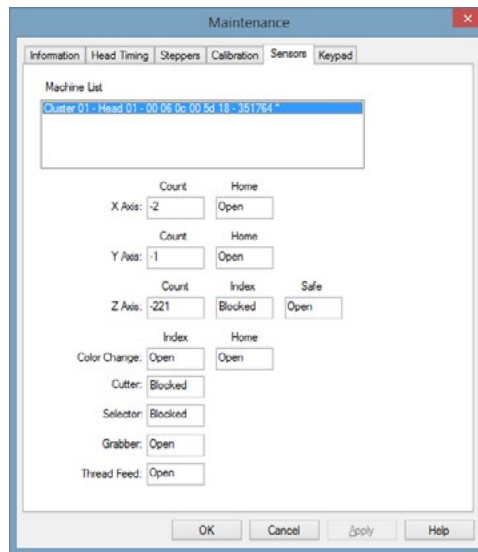 Maintenance
Information Head Timing Steppers Calibration Sensors Keypad
Machine List
Cluster 01 - Head 01 - 00 06 0c 00 5d 18 - 351764 *
Count Home
X Axis: -2 Open
Count Home
Y Axis: -1 Open
Count Index Safe
Z Axis: -221 Blocked Open
Index Home
Color Change: Open Open
Cutter: Blocked
Selector: Blocked
Grabber: Open
Thread Feed: Open
OK Cancel Apply Help